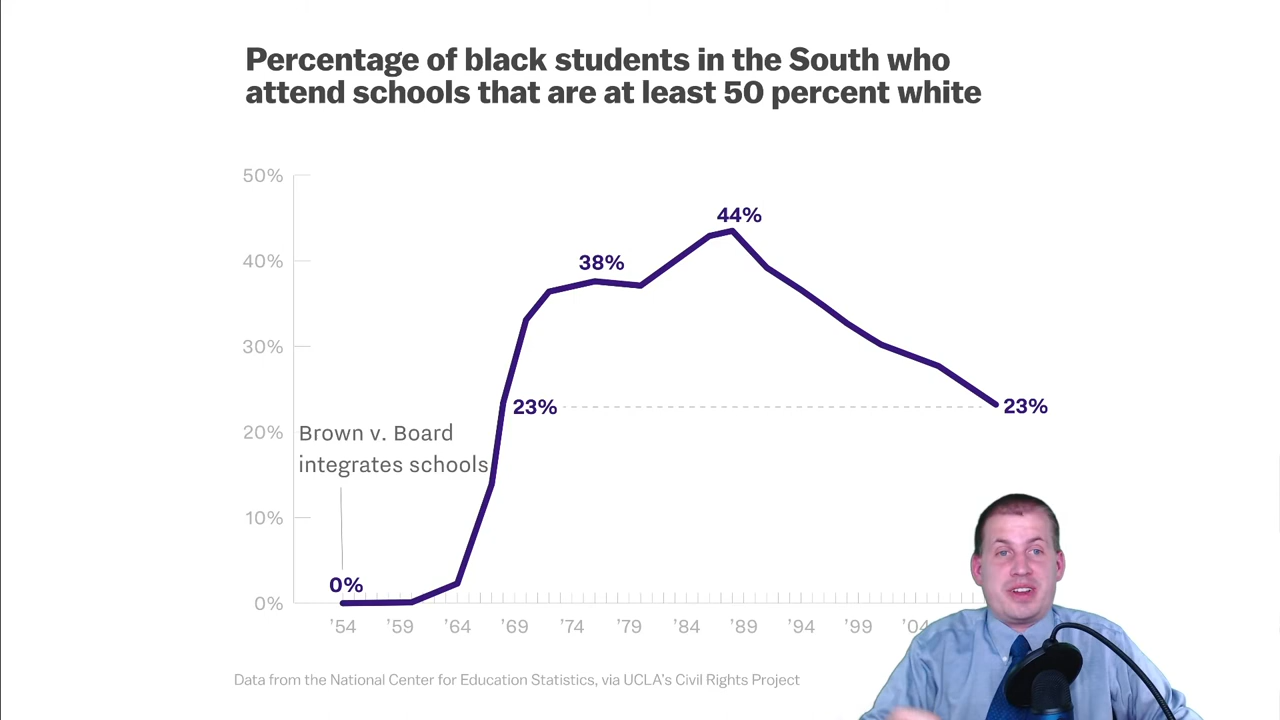 Percentage of black students in the South who
attend schools that are at least 50 percent white
50%
44%
40%
38%
30%
23%
23%
20%
Brown v. Board
integrates schools
10%
0%
0%
’54 ’59 ’64 ’69 ’74 ’79 ’84 ’89 ’94 ’99 ’04
Data from the National Center for Education Statistics, via UCLA’s Civil Rights Project